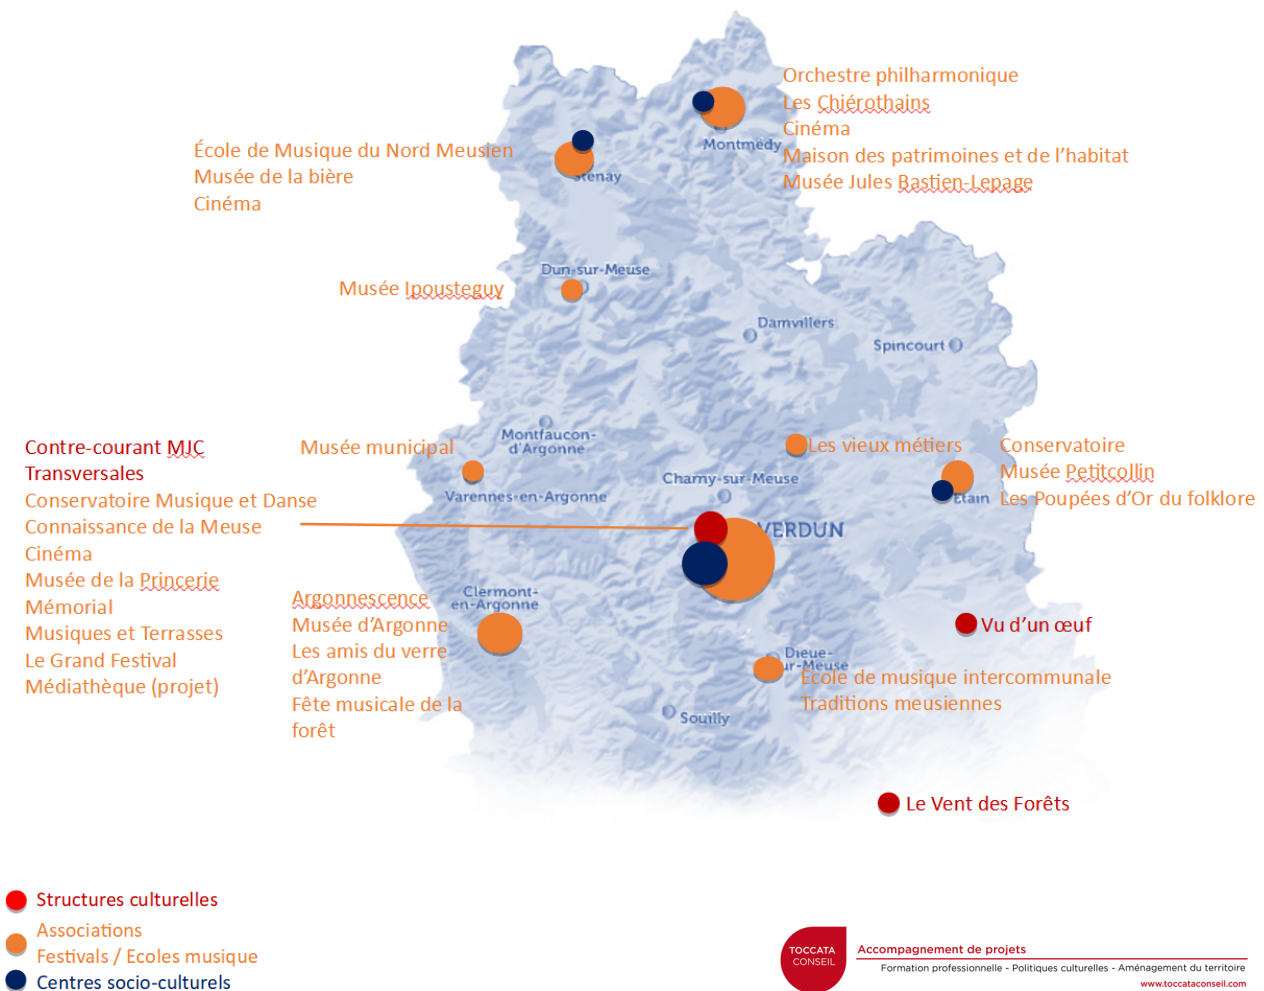 Orchestre philharmonique
Les Chiérothains
Cinéma
Maison des patrimoines et de l'habitat
Musée Jules Bastien-Lepage
Montmédy
École de Musique du Nord Meusien
Musée de la bière
Cinéma
Stenay
Dun-sur-Meuse
Musée Ipousteguy
Damvillers
Spincourt
Montfaucon-
d'Argonne
Contre-courant MJC
Transversales
Conservatoire Musique et Danse
Connaissance de la Meuse
Cinéma
Musée de la Princerie
Mémorial
Musiques et Terrasses
Le Grand Festival
Médiathèque (projet)
Musée municipal
Varennes-en-Argonne
Les vieux métiers
Charny-sur-Meuse
Conservatoire
Musée Petitcollin
Les Poupées d'Or du folklore
Etain
VERDUN
Clermont-
en-Argonne
Argonnescence
Musée d'Argonne
Les amis du verre
d'Argonne
Fête musicale de la
forêt
Vu d'un œuf
Dieue-
sur-Meuse
École de musique intercommunale
Traditions meusiennes
Souilly
Le Vent des Forêts
Structures culturelles
Associations
Festivals / Ecoles musique
Centres socio-culturels
TOCCATA
CONSEIL
Accompagnement de projets
Formation professionnelle - Politiques culturelles - Aménagement du territoire
www.toccataconseil.com